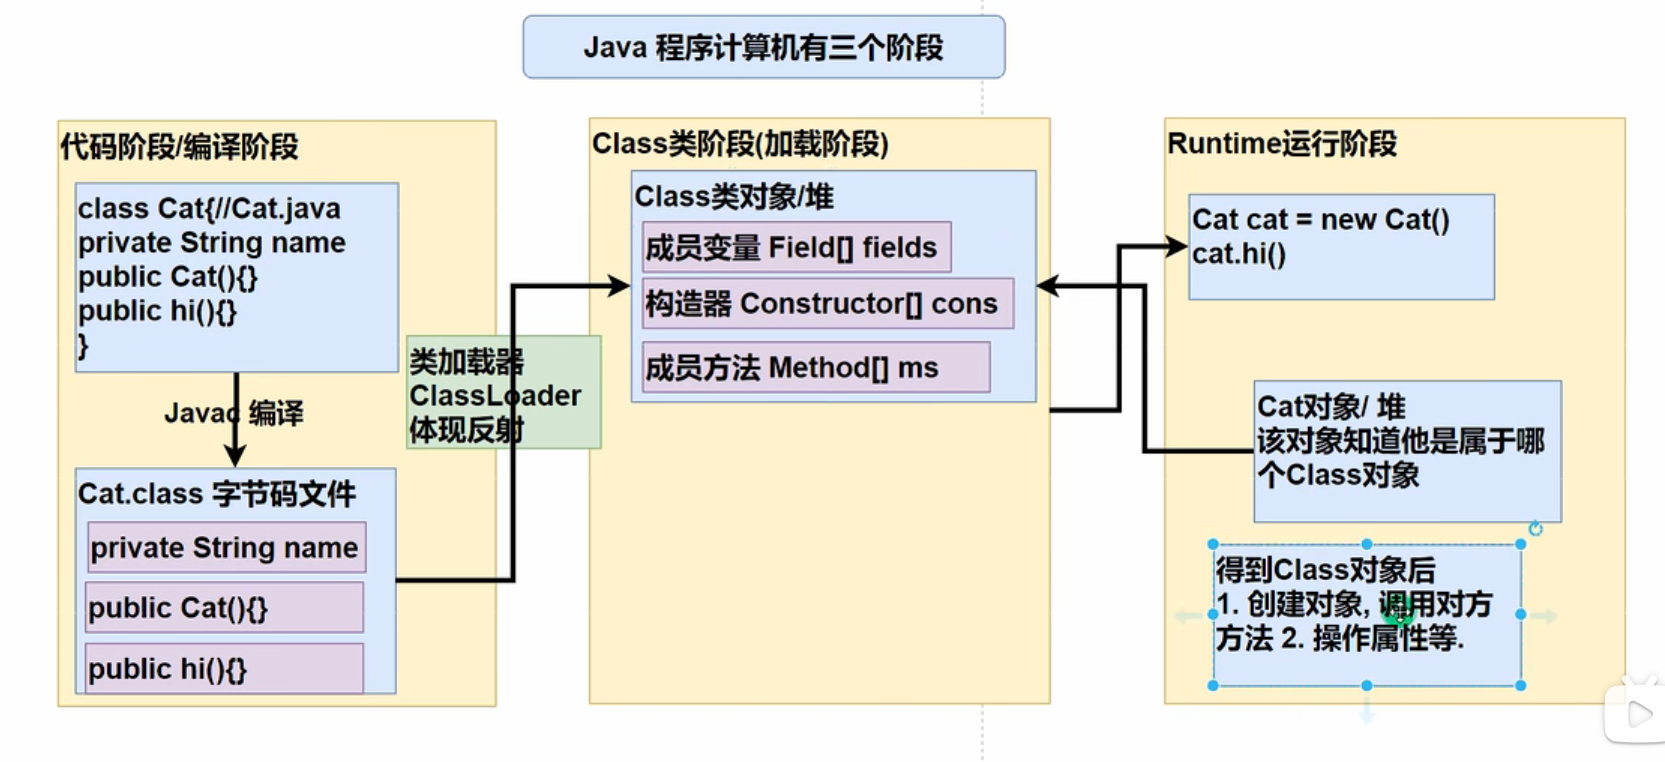 Java 程序计算机有三个阶段
代码阶段/编译阶段
class Cat{//Cat.java
private String name
public Cat(){}
public hi(){}
}
Javac 编译
Cat.class 字节码文件
private String name
public Cat(){}
public hi(){}
类加载器
ClassLoader
体现反射
Class类阶段(加载阶段)
Class类对象/堆
成员变量 Field[] fields
构造器 Constructor[] cons
成员方法 Method[] ms
Runtime运行阶段
Cat cat = new Cat()
cat.hi()
Cat对象/ 堆
该对象知道他是属于哪
个Class对象
得到Class对象后
1. 创建对象, 调用对方
方法 2. 操作属性等.